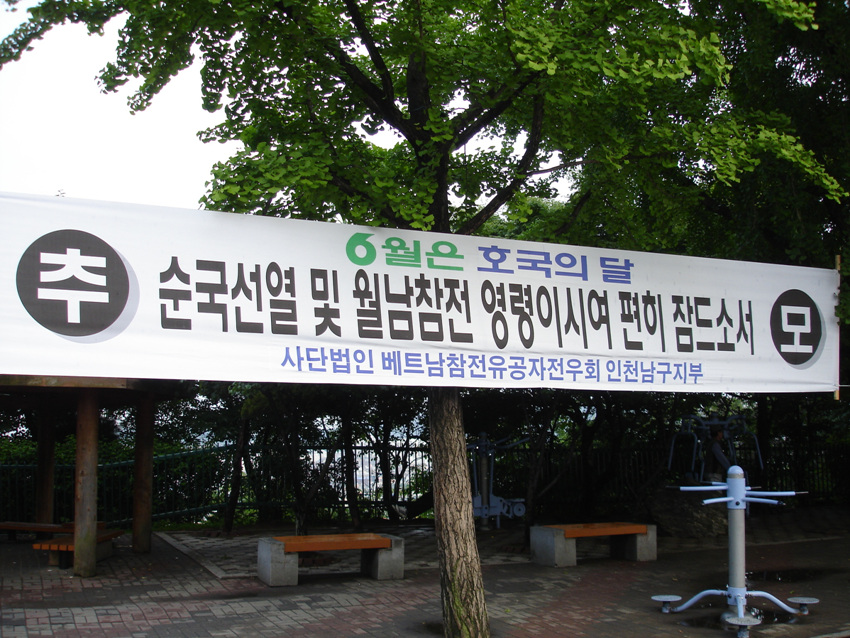 6월은 호국의 달
추 순국선열 및 월남참전 영령이시여 편히 잠드소서 모
사단법인 베트남참전유공자전우회 인천남구지부